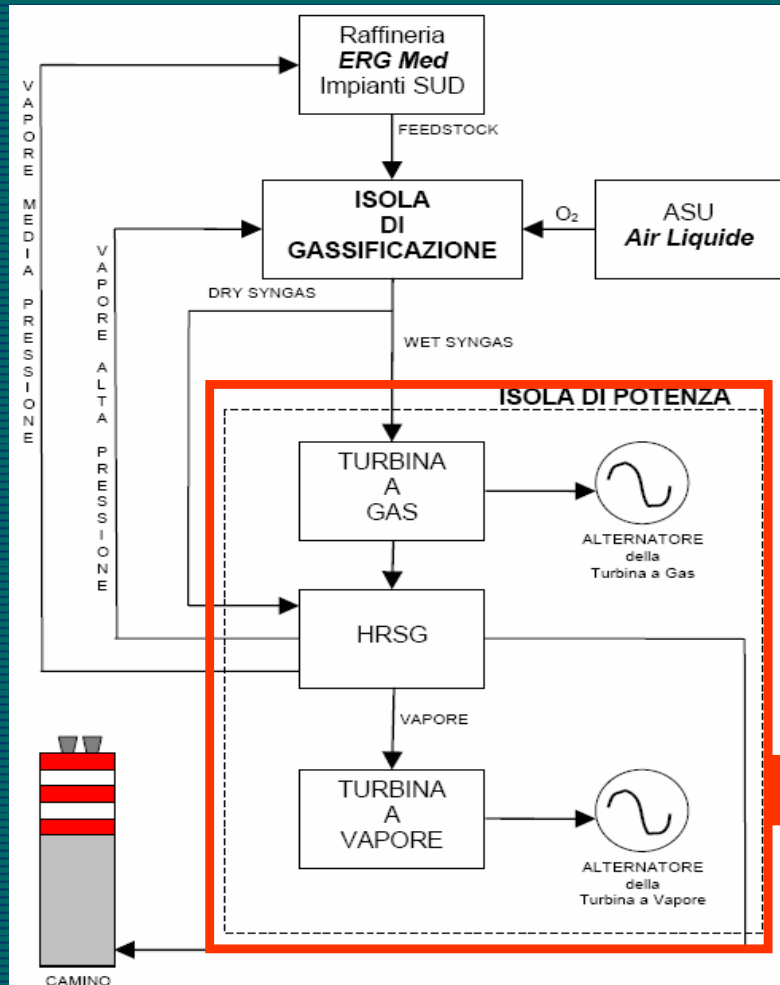 Raffineria
ERG Med
Impianti SUD
FEEDSTOCK
ISOLA
DI
GASSIFICAZIONE
O₂
ASU
Air Liquide
VAPORE MEDIA PRESSIONE
VAPORE ALTA PRESSIONE
DRY SYNGAS
WET SYNGAS
ISOLA DI POTENZA
TURBINA
A
GAS
ALTERNATORE
della
Turbina a Gas
HRSG
VAPORE
TURBINA
A
VAPORE
ALTERNATORE
della
Turbina a Vapore
CAMINO